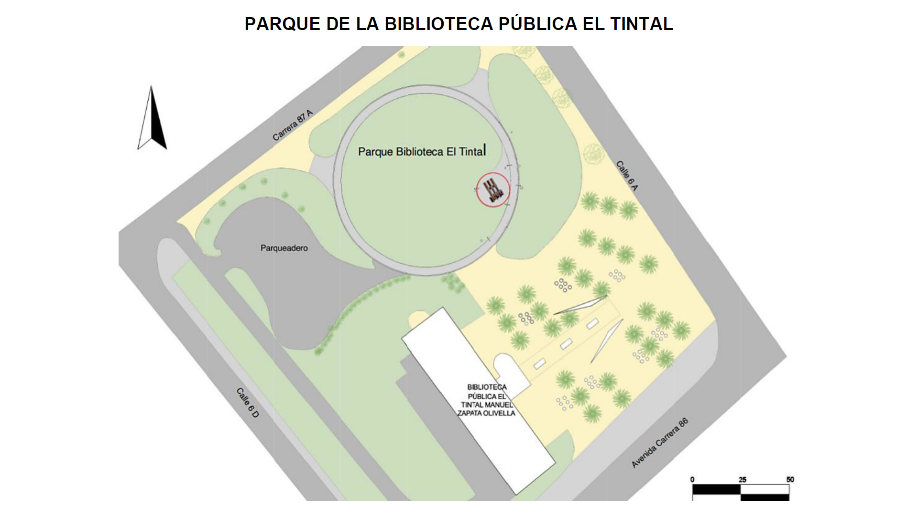 PARQUE DE LA BIBLIOTECA PÚBLICA EL TINTAL
Carrera 87 A
Parque Biblioteca El Tintal
Calle 6 A
Parqueadero
BIBLIOTECA
PÚBLICA EL
TINTAL MANUEL
ZAPATA OLIVELLA
Calle 6 D
Avenida Carrera 86
0 25 50